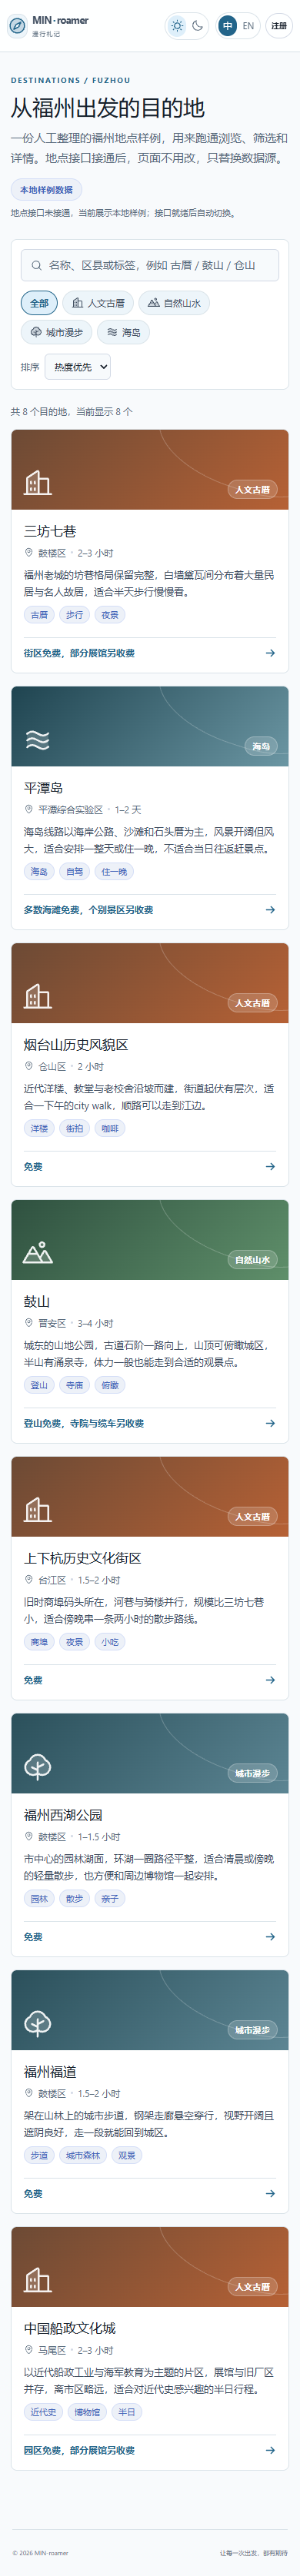 MIN·roamer
漫行札记
中
EN
注册
DESTINATIONS / FUZHOU
从福州出发的目的地
一份人工整理的福州地点样例，用来跑通浏览、筛选和
详情。地点接口接通后，页面不用改，只替换数据源。
本地样例数据
地点接口未接通，当前展示本地样例；接口就绪后自动切换。
名称、区县或标签，例如 古厝 / 鼓山 / 仓山
全部
人文古厝
自然山水
城市漫步
海岛
排序
热度优先
共 8 个目的地，当前显示 8 个
人文古厝
三坊七巷
鼓楼区 · 2–3 小时
福州老城的坊巷格局保留完整，白墙黛瓦间分布着大量民
居与名人故居，适合半天步行慢慢看。
古厝
步行
夜景
街区免费，部分展馆另收费
海岛
平潭岛
平潭综合实验区 · 1–2 天
海岛线路以海岸公路、沙滩和石头厝为主，风景开阔但风
大，适合安排一整天或住一晚，不适合当日往返赶景点。
海岛
自驾
住一晚
多数海滩免费，个别景区另收费
人文古厝
烟台山历史风貌区
仓山区 · 2 小时
近代洋楼、教堂与老校舍沿坡而建，街道起伏有层次，适
合一下午的city walk，顺路可以走到江边。
洋楼
街拍
咖啡
免费
自然山水
鼓山
晋安区 · 3–4 小时
城东的山地公园，古道石阶一路向上，山顶可俯瞰城区，
半山有涌泉寺，体力一般也能走到合适的观景点。
登山
寺庙
俯瞰
登山免费，寺院与缆车另收费
人文古厝
上下杭历史文化街区
台江区 · 1.5–2 小时
旧时商埠码头所在，河巷与骑楼并行，规模比三坊七巷
小，适合傍晚串一条两小时的散步路线。
商埠
夜景
小吃
免费
城市漫步
福州西湖公园
鼓楼区 · 1–1.5 小时
市中心的园林湖面，环湖一圈路径平整，适合清晨或傍晚
的轻量散步，也方便和周边博物馆一起安排。
园林
散步
亲子
免费
城市漫步
福州福道
鼓楼区 · 1.5–2 小时
架在山林上的城市步道，钢架走廊悬空穿行，视野开阔且
遮阴良好，走一段就能回到城区。
步道
城市森林
观景
免费
人文古厝
中国船政文化城
马尾区 · 2–3 小时
以近代船政工业与海军教育为主题的片区，展馆与旧厂区
并存，离市区略远，适合对近代史感兴趣的半日行程。
近代史
博物馆
半日
园区免费，部分展馆另收费
© 2026 MIN-roamer
让每一次出发，都有期待